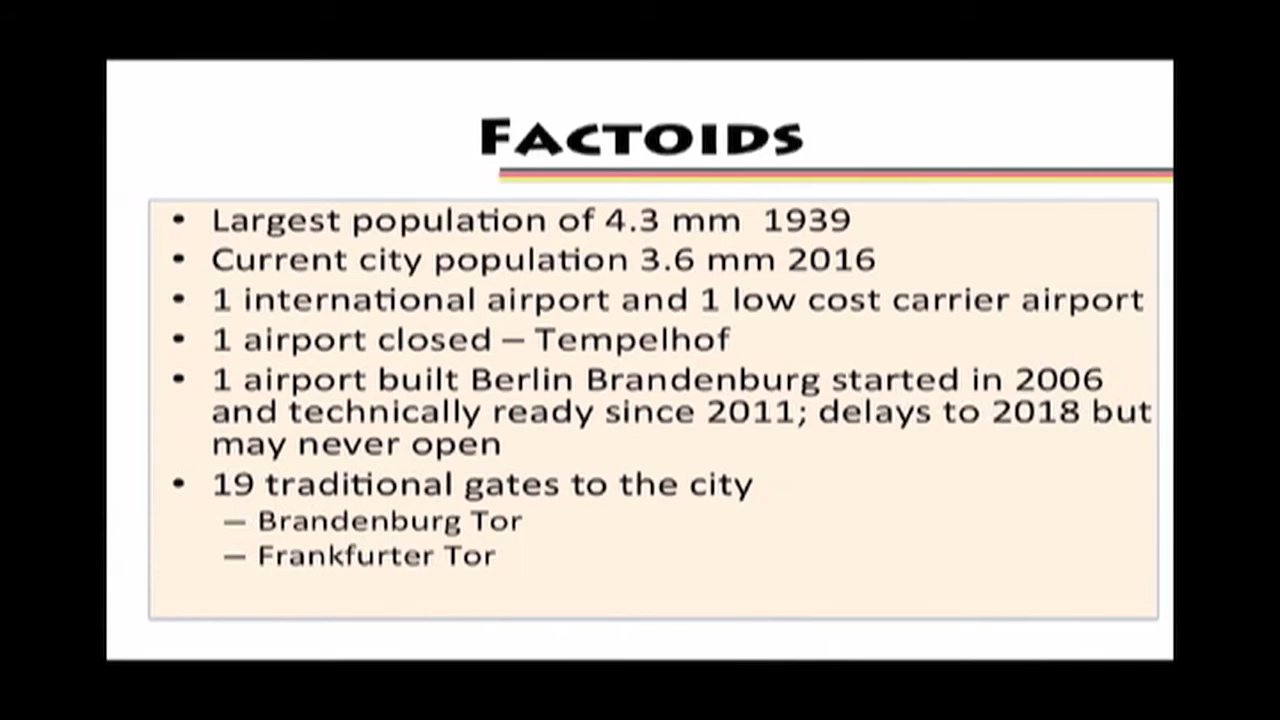 FACTOIDS
• Largest population of 4.3 mm 1939
• Current city population 3.6 mm 2016
• 1 international airport and 1 low cost carrier airport
• 1 airport closed – Tempelhof
• 1 airport built Berlin Brandenburg started in 2006
and technically ready since 2011; delays to 2018 but
may never open
• 19 traditional gates to the city
– Brandenburg Tor
– Frankfurter Tor